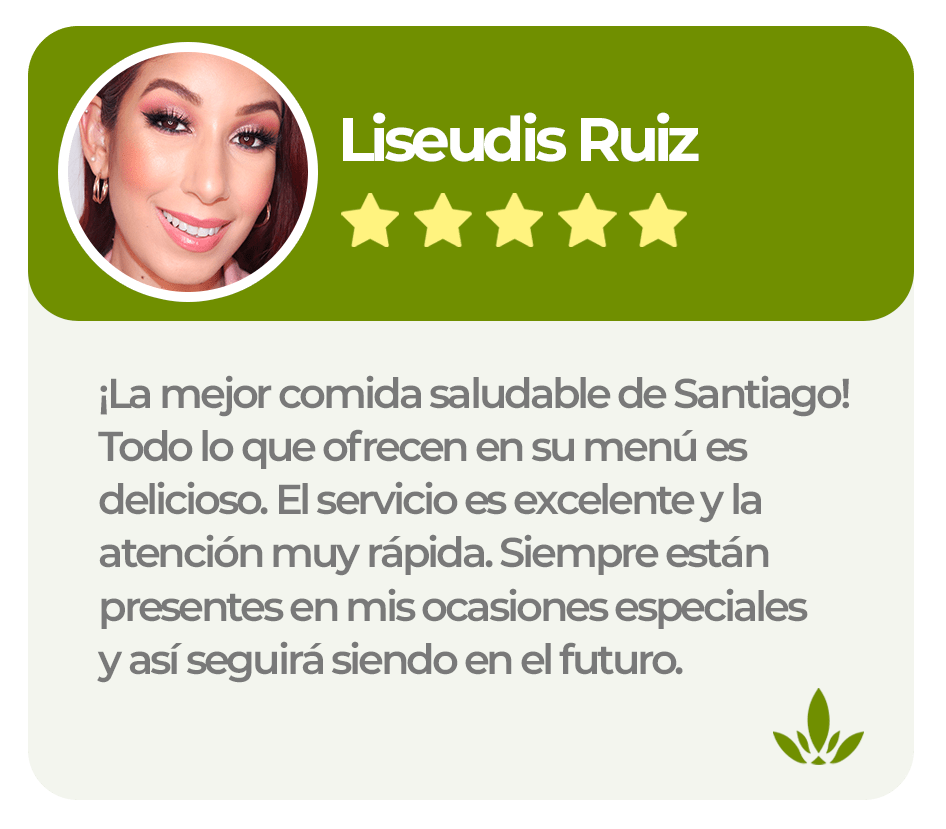 Liseudis Ruiz
¡La mejor comida saludable de Santiago!
Todo lo que ofrecen en su menú es
delicioso. El servicio es excelente y la
atención muy rápida. Siempre están
presentes en mis ocasiones especiales
y así seguirá siendo en el futuro.